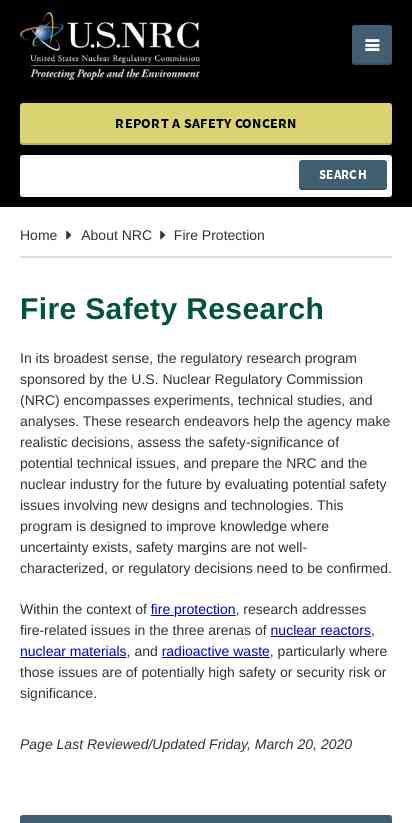 U.S.NRC
United States Nuclear Regulatory Commission
Protecting People and the Environment
REPORT A SAFETY CONCERN
SEARCH
Home About NRC Fire Protection
Fire Safety Research
In its broadest sense, the regulatory research program
sponsored by the U.S. Nuclear Regulatory Commission
(NRC) encompasses experiments, technical studies, and
analyses. These research endeavors help the agency make
realistic decisions, assess the safety-significance of
potential technical issues, and prepare the NRC and the
nuclear industry for the future by evaluating potential safety
issues involving new designs and technologies. This
program is designed to improve knowledge where
uncertainty exists, safety margins are not well-
characterized, or regulatory decisions need to be confirmed.
Within the context of fire protection, research addresses
fire-related issues in the three arenas of nuclear reactors,
nuclear materials, and radioactive waste, particularly where
those issues are of potentially high safety or security risk or
significance.
Page Last Reviewed/Updated Friday, March 20, 2020